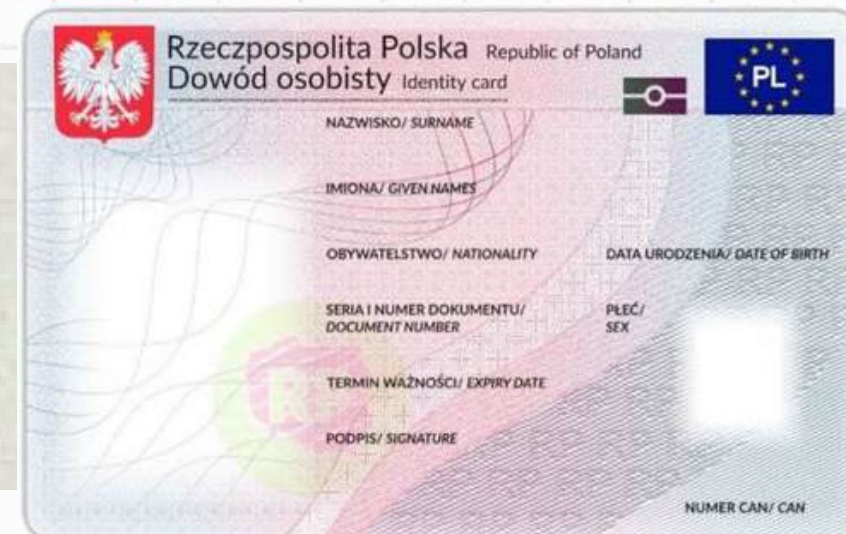 Rzeczpospolita Polska Republic of Poland
Dowód osobisty Identity card
PL
NAZWISKO/ SURNAME
IMIONA/ GIVEN NAMES
OBYWATELSTWO/ NATIONALITY
DATA URODZENIA/ DATE OF BIRTH
SERIA I NUMER DOKUMENTU/
DOCUMENT NUMBER
PŁEĆ/
SEX
TERMIN WAŻNOŚCI/ EXPIRY DATE
PODPIS/ SIGNATURE
NUMER CAN/ CAN